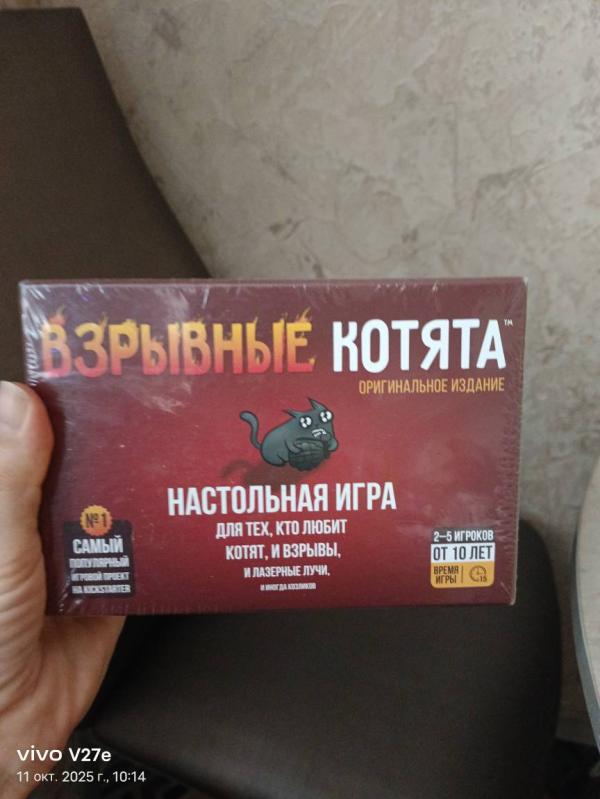 ВЗРЫВНЫЕ КОТЯТА™
ОРИГИНАЛЬНОЕ ИЗДАНИЕ
НАСТОЛЬНАЯ ИГРА
ДЛЯ ТЕХ, КТО ЛЮБИТ
КОТЯТ, И ВЗРЫВЫ,
И ЛАЗЕРНЫЕ ЛУЧИ,
И ИНОГДА КОЗЛИКОВ
№1
САМЫЙ
ПОПУЛЯРНЫЙ
ИГРОВОЙ ПРОЕКТ
НА KICKSTARTER
2–5 ИГРОКОВ
ОТ 10 ЛЕТ
ВРЕМЯ
ИГРЫ
15
vivo V27e
11 окт. 2025 г., 10:14